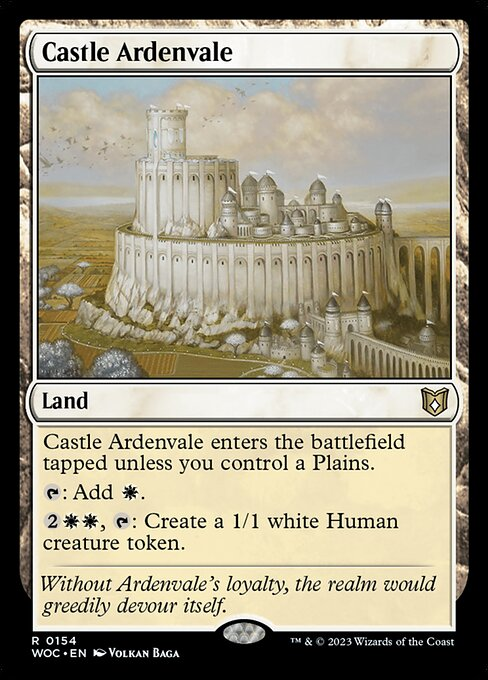 Castle Ardenvale
Land
Castle Ardenvale enters the battlefield
tapped unless you control a Plains.
: Add .
2, : Create a 1/1 white Human
creature token.
Without Ardenvale's loyalty, the realm would
greedily devour itself.
R 0154
WOC • EN Volkan Baga
™ & © 2023 Wizards of the Coast